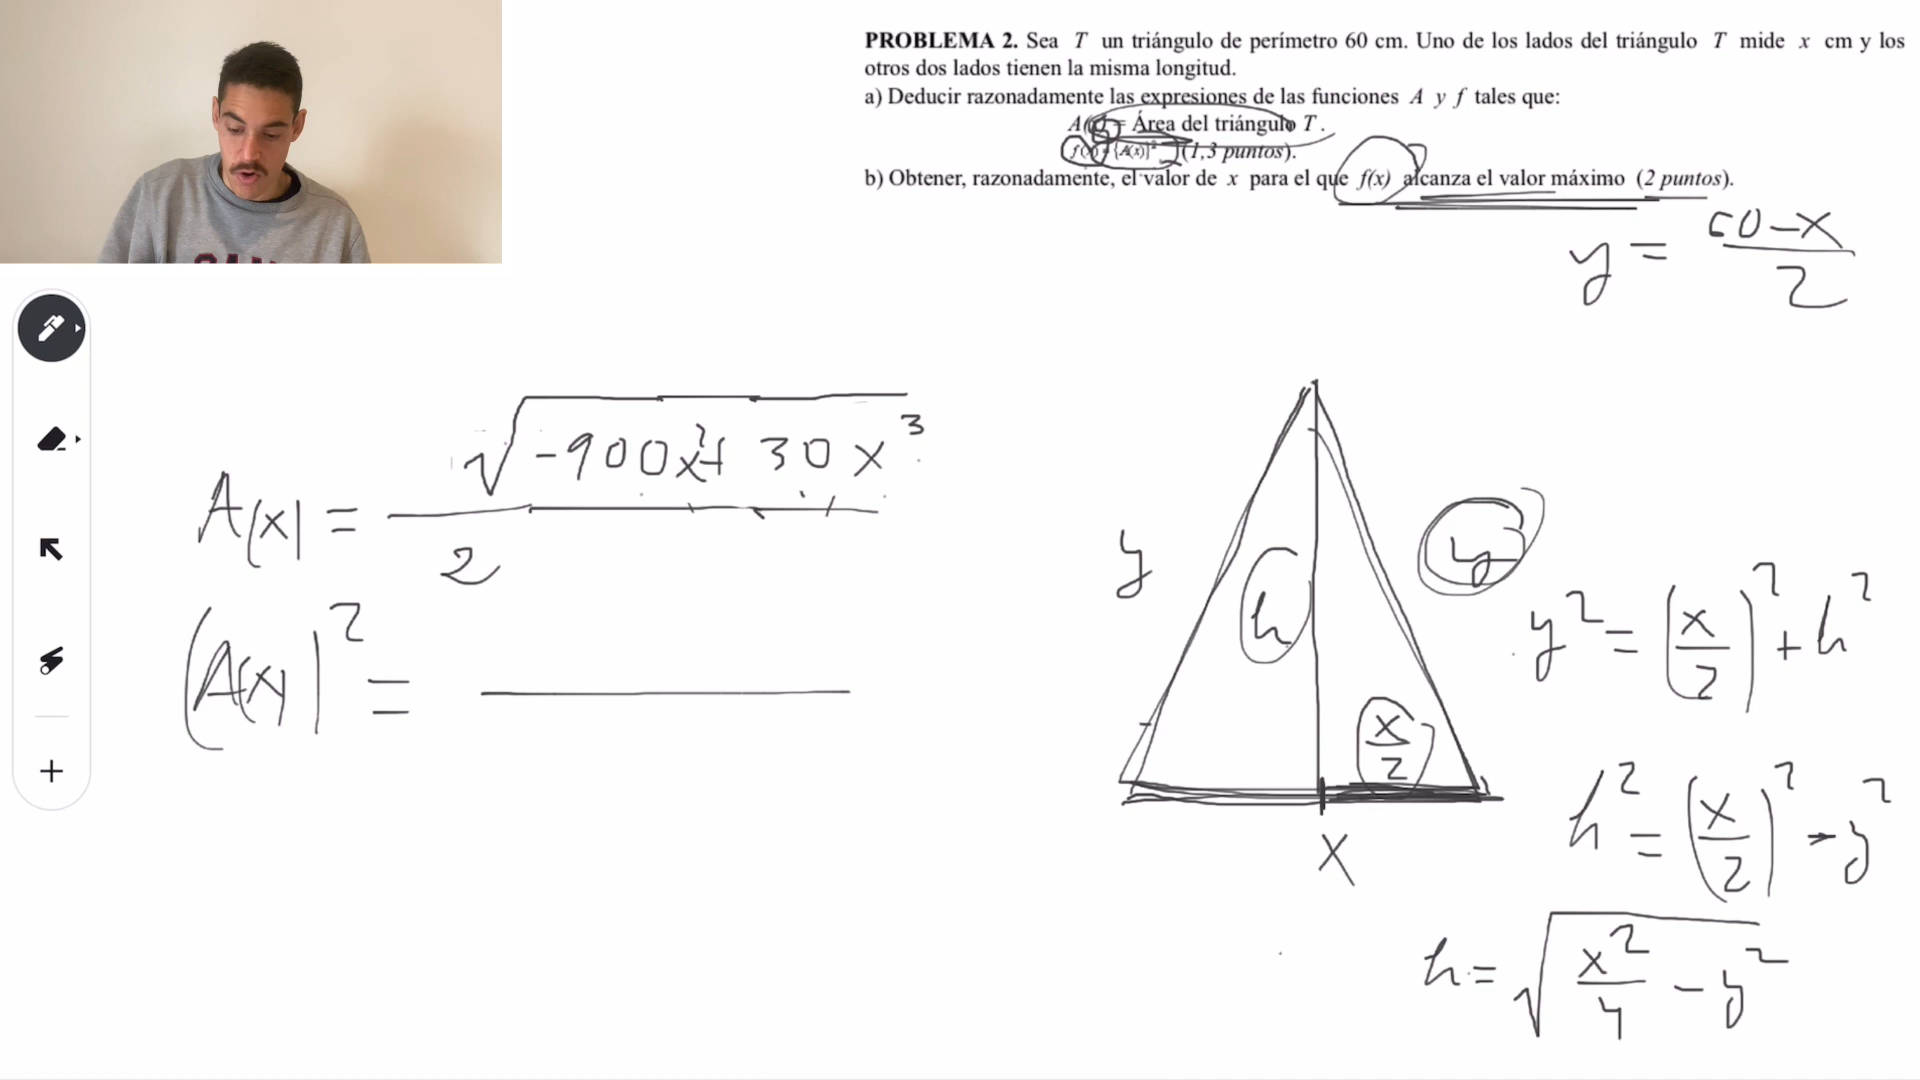 PROBLEMA 2. Sea T un triángulo de perímetro 60 cm. Uno de los lados del triángulo T mide x cm y los
otros dos lados tienen la misma longitud.
a) Deducir razonadamente las expresiones de las funciones A y f tales que:
A(x) = Área del triángulo T.
f(x) = {A(x)}² (1,3 puntos).
b) Obtener, razonadamente, el valor de x para el que f(x) alcanza el valor máximo (2 puntos).
y = (60-x)/2
A(x) = √(-900x²+30x³)/2
(A(x))² =
y
h
y
x/2
x
y² = (x/2)² + h²
h² = (x/2)² - y²
h = √(x²/4 - y²)